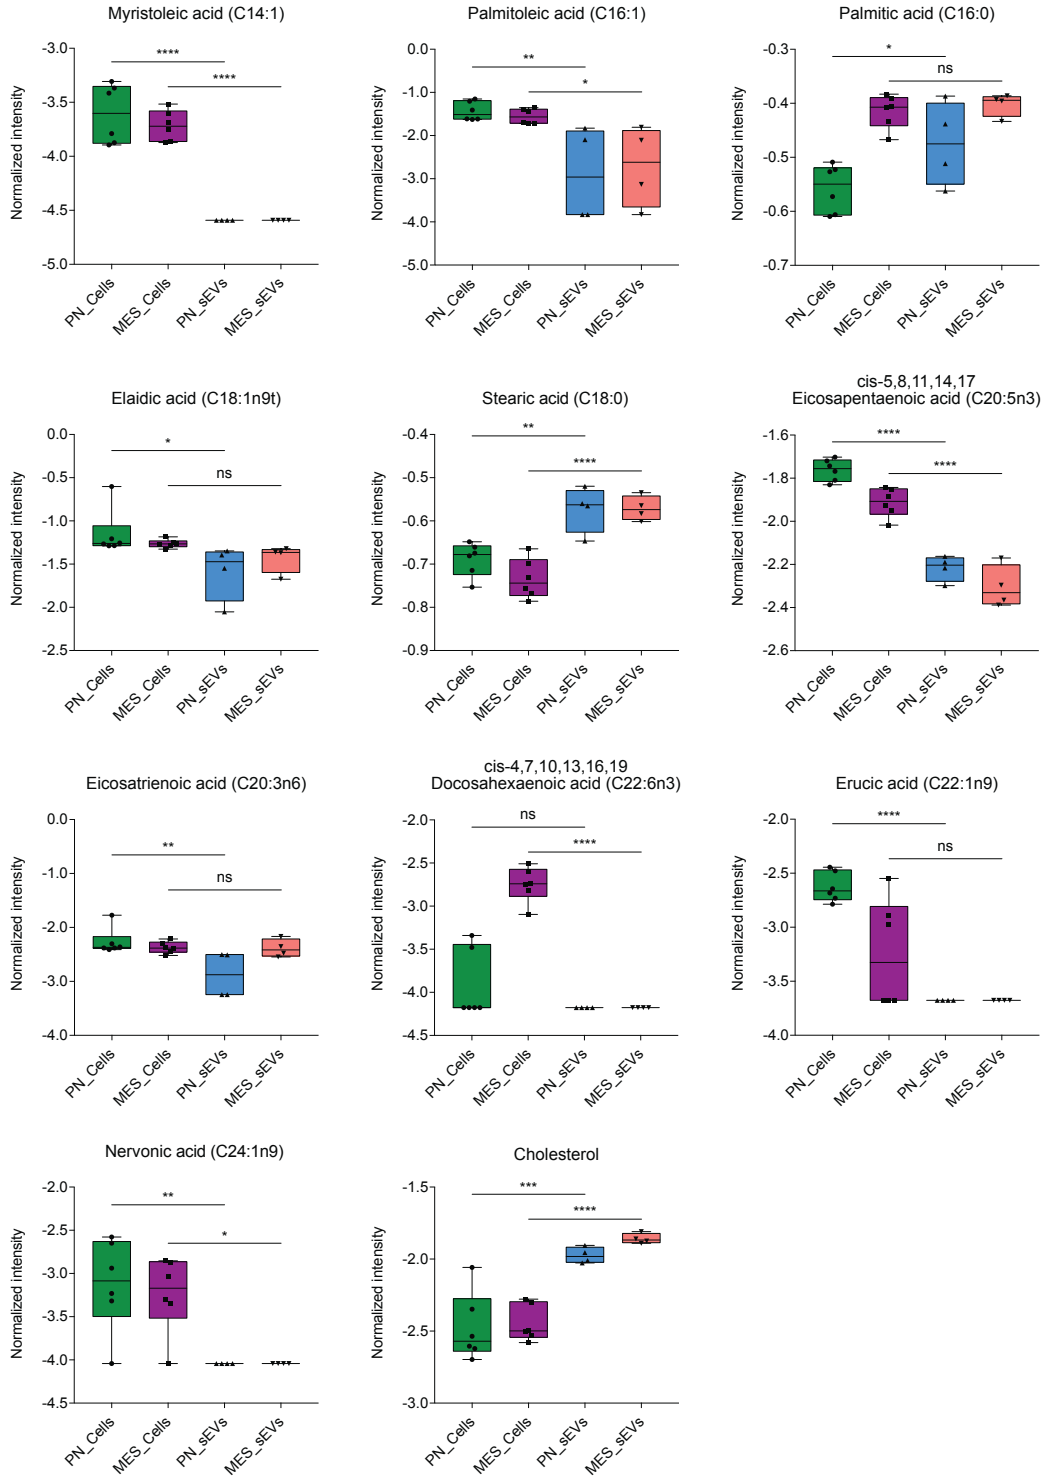 Myristoleic acid (C14:1)
Normalized intensity
-3.0
-3.5
-4.0
-4.5
-5.0
****
****
PN_Cells
MES_Cells
PN_sEVs
MES_sEVs
Palmitoleic acid (C16:1)
Normalized intensity
0.0
-1.0
-2.0
-3.0
-4.0
-5.0
**
*
PN_Cells
MES_Cells
PN_sEVs
MES_sEVs
Palmitic acid (C16:0)
Normalized intensity
-0.3
-0.4
-0.5
-0.6
-0.7
*
ns
PN_Cells
MES_Cells
PN_sEVs
MES_sEVs
Elaidic acid (C18:1n9t)
Normalized intensity
0.0
-0.5
-1.0
-1.5
-2.0
-2.5
*
ns
PN_Cells
MES_Cells
PN_sEVs
MES_sEVs
Stearic acid (C18:0)
Normalized intensity
-0.4
-0.5
-0.6
-0.7
-0.8
-0.9
**
****
PN_Cells
MES_Cells
PN_sEVs
MES_sEVs
cis-5,8,11,14,17
Eicosapentaenoic acid (C20:5n3)
Normalized intensity
-1.6
-1.8
-2.0
-2.2
-2.4
-2.6
****
****
PN_Cells
MES_Cells
PN_sEVs
MES_sEVs
Eicosatrienoic acid (C20:3n6)
Normalized intensity
0.0
-1.0
-2.0
-3.0
-4.0
**
ns
PN_Cells
MES_Cells
PN_sEVs
MES_sEVs
cis-4,7,10,13,16,19
Docosahexaenoic acid (C22:6n3)
Normalized intensity
-2.0
-2.5
-3.0
-3.5
-4.0
-4.5
ns
****
PN_Cells
MES_Cells
PN_sEVs
MES_sEVs
Erucic acid (C22:1n9)
Normalized intensity
-2.0
-2.5
-3.0
-3.5
-4.0
****
ns
PN_Cells
MES_Cells
PN_sEVs
MES_sEVs
Nervonic acid (C24:1n9)
Normalized intensity
-2.0
-2.5
-3.0
-3.5
-4.0
-4.5
**
*
PN_Cells
MES_Cells
PN_sEVs
MES_sEVs
Cholesterol
Normalized intensity
-1.5
-2.0
-2.5
-3.0
***
****
PN_Cells
MES_Cells
PN_sEVs
MES_sEVs